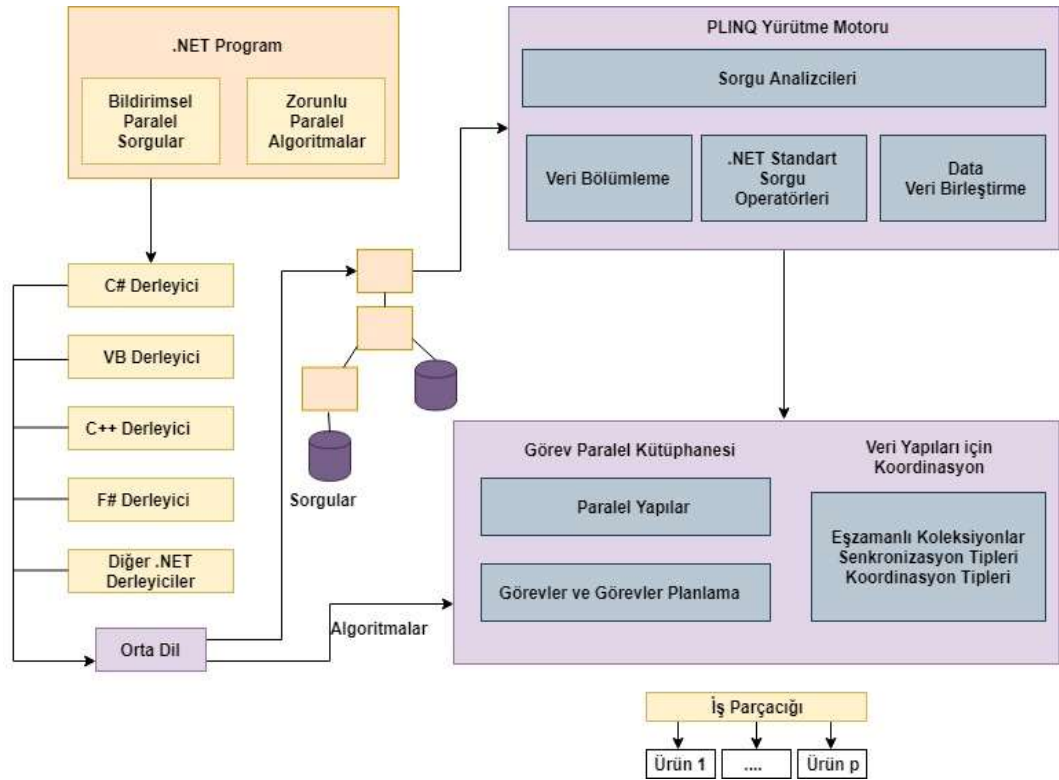 .NET Program
Bildirimsel
Paralel
Sorgular
Zorunlu
Paralel
Algoritmalar
C# Derleyici
VB Derleyici
C++ Derleyici
F# Derleyici
Diğer .NET
Derleyiciler
Orta Dil
Sorgular
Algoritmalar
PLINQ Yürütme Motoru
Sorgu Analizcileri
Veri Bölümleme
.NET Standart
Sorgu
Operatórleri
Data
Veri Birleştirme
Görev Paralel Kütüphanesi
Paralel Yapılar
Görevler ve Görevler Planlama
Veri Yapıları için
Koordinasyon
Eşzamanlı Koleksiyonlar
Senkronizasyon Tipleri
Koordinasyon Tipleri
İş Parçacığı
Ürün 1
....
Ürün p